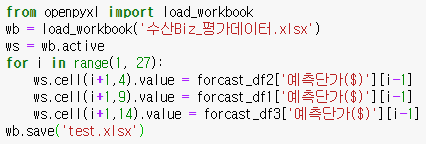 from openpyxl import load_workbook
wb = load_workbook('수산Biz_평가데이터.xlsx')
ws = wb.active
for i in range(1, 27):
    ws.cell(i+1,4).value = forcast_df2['예측단가($)'][i-1]
    ws.cell(i+1,9).value = forcast_df1['예측단가($)'][i-1]
    ws.cell(i+1,14).value = forcast_df3['예측단가($)'][i-1]
wb.save('test.xlsx')